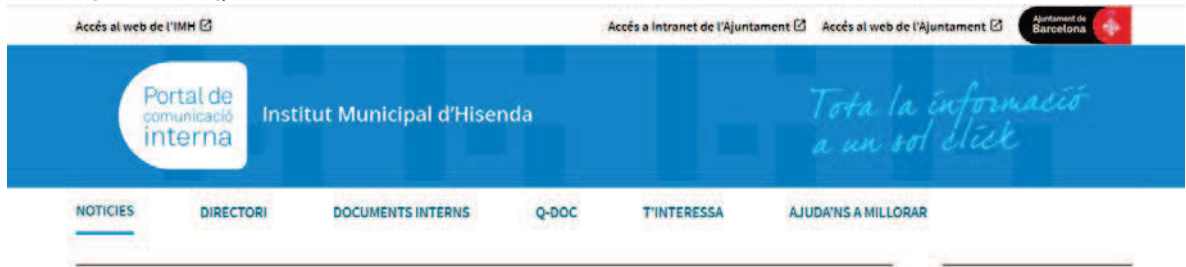 Accés al web de l'IMH
Accés a Intranet de l'Ajuntament
Accés al web de l'Ajuntament
Ajuntament de
Barcelona
Portal de
comunicació
interna
Institut Municipal d'Hisenda
Tota la informació
a un sol click
NOTICIES
DIRECTORI
DOCUMENTS INTERNS
Q-DOC
T'INTERESSA
AJUDA'NS A MILLORAR